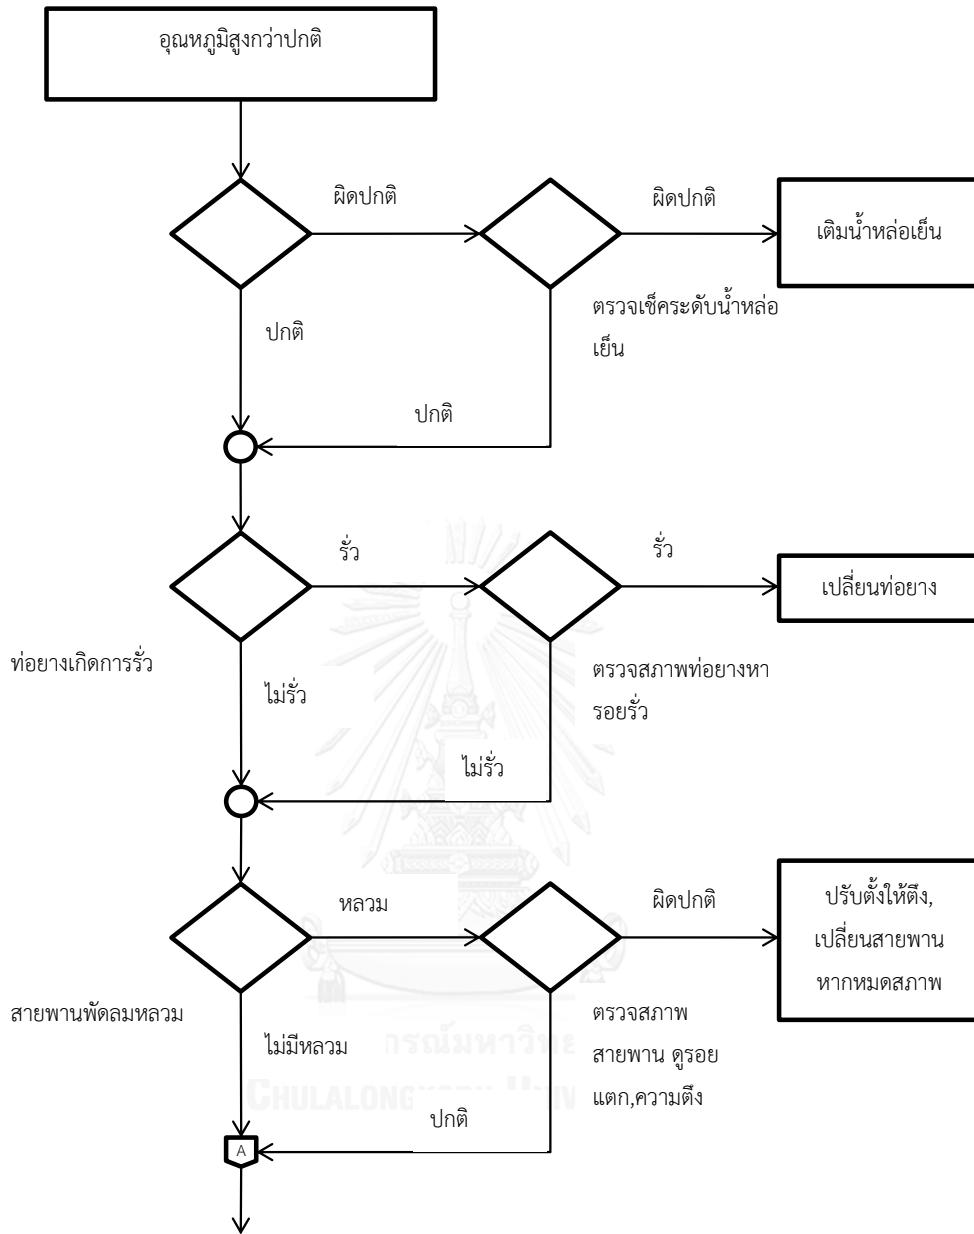 อุณหภูมิสูงกว่าปกติ
ผิดปกติ
ผิดปกติ
เติมน้ำหล่อเย็น
ตรวจเช็คระดับน้ำหล่อ
เย็น
ปกติ
ปกติ
รั่ว
รั่ว
เปลี่ยนท่อยาง
ท่อยางเกิดการรั่ว
ตรวจสภาพท่อยางหา
รอยรั่ว
ไม่รั่ว
ไม่รั่ว
หลวม
ผิดปกติ
ปรับตั้งให้ตึง,
เปลี่ยนสายพาน
หากหมดสภาพ
สายพานพัดลมหลวม
ตรวจสภาพ
สายพาน ดูรอย
แตก,ความตึง
ไม่มีหลวม
ปกติ
A